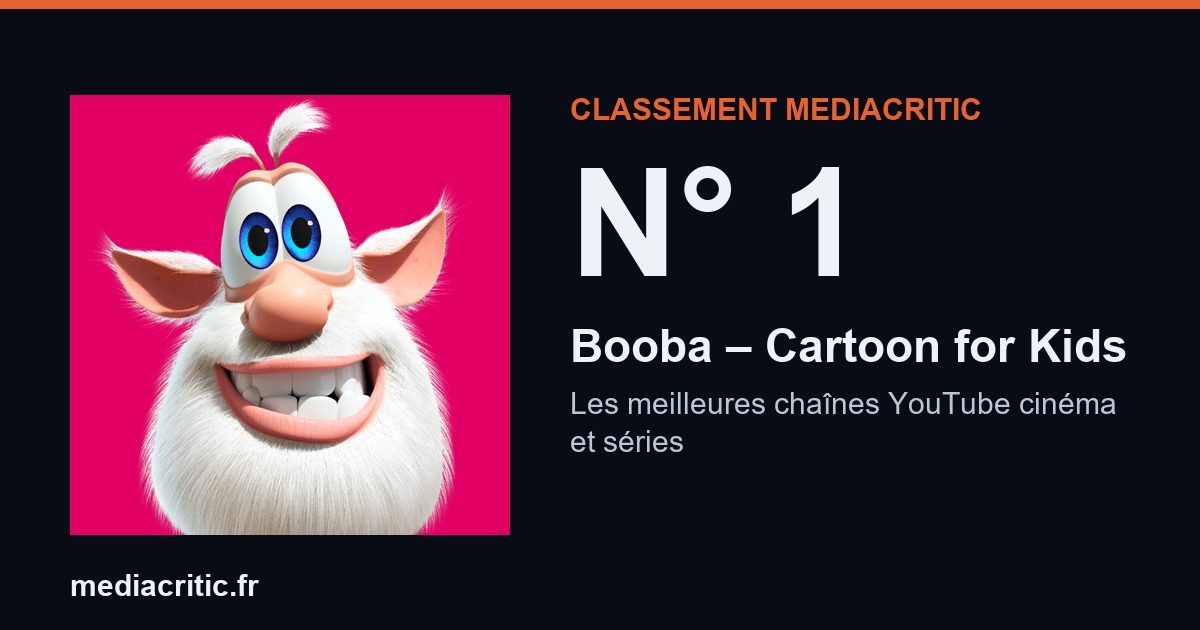 CLASSEMENT MEDIACRITIC
N° 1
Booba – Cartoon for Kids
Les meilleures chaînes YouTube cinéma
et séries
mediacritic.fr